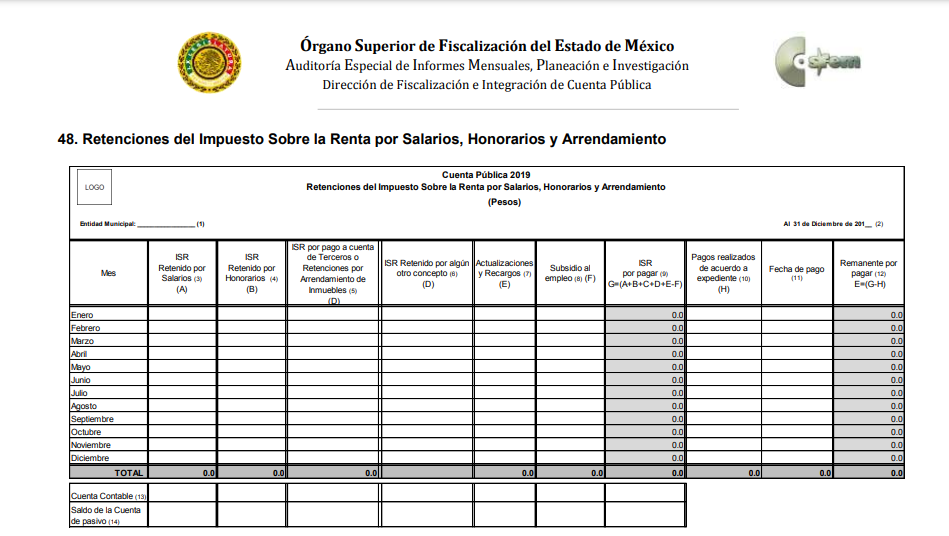 Órgano Superior de Fiscalización del Estado de México
Auditoría Especial de Informes Mensuales, Planeación e Investigación
Dirección de Fiscalización e Integración de Cuenta Pública
osfem
48. Retenciones del Impuesto Sobre la Renta por Salarios, Honorarios y Arrendamiento
LOGO
Cuenta Pública 2019
Retenciones del Impuesto Sobre la Renta por Salarios, Honorarios y Arrendamiento
(Pesos)
Entidad Municipal: ________________ (1)
Al 31 de Diciembre de 201__ (2)
Mes
ISR
Retenido por
Salarios (3)
(A)
ISR
Retenido por
Honorarios (4)
(B)
ISR por pago a cuenta
de Terceros o
Retenciones por
Arrendamiento de
Inmuebles (5)
(D)
ISR Retenido por algún
otro concepto (6)
(D)
Actualizaciones
y Recargos (7)
(E)
Subsidio al
empleo (8) (F)
ISR
por pagar (9)
G=(A+B+C+D+E-F)
Pagos realizados
de acuerdo a
expediente (10)
(H)
Fecha de pago
(11)
Remanente por
pagar (12)
E=(G-H)
Enero 0.0 0.0
Febrero 0.0 0.0
Marzo 0.0 0.0
Abril 0.0 0.0
Mayo 0.0 0.0
Junio 0.0 0.0
Julio 0.0 0.0
Agosto 0.0 0.0
Septiembre 0.0 0.0
Octubre 0.0 0.0
Noviembre 0.0 0.0
Diciembre 0.0 0.0
TOTAL 0.0 0.0 0.0 0.0 0.0 0.0 0.0 0.0 0.0
Cuenta Contable (13)
Saldo de la Cuenta
de pasivo (14)